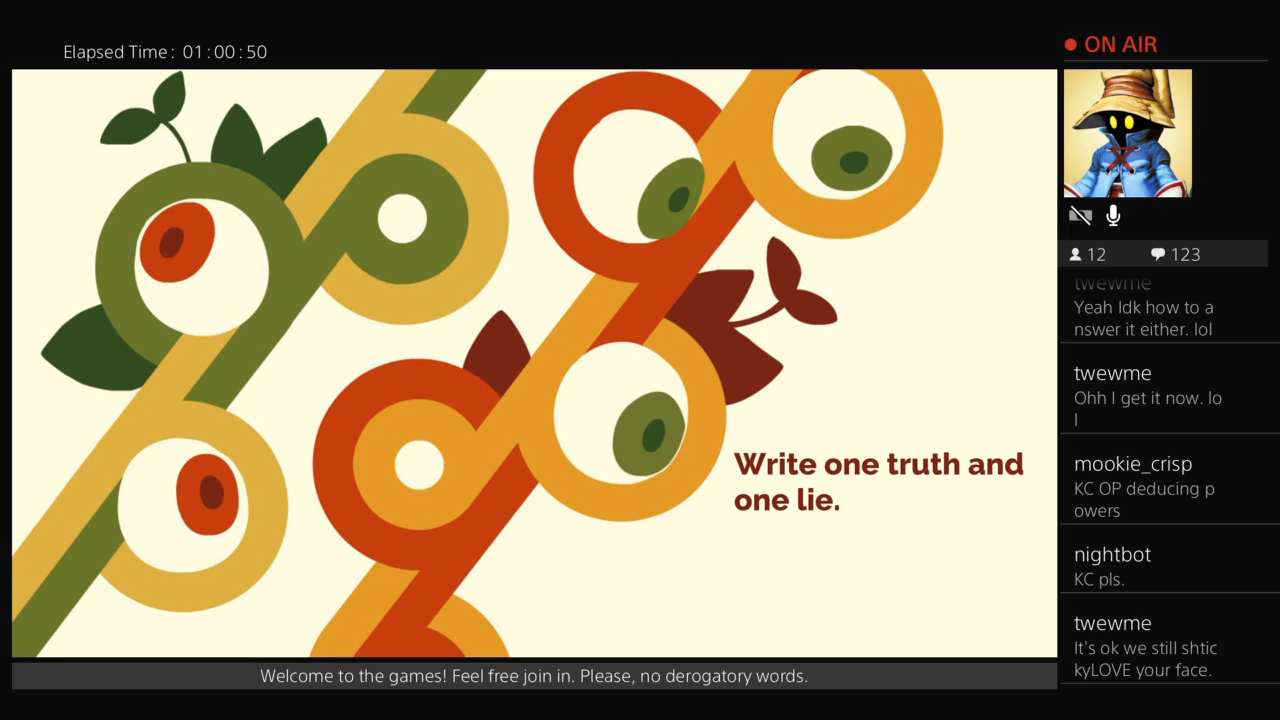 Elapsed Time: 01:00:50
ON AIR
12
123
twewme
Yeah Idk how to a
nswer it either. lol
twewme
Ohh I get it now. lo
l
mookie_crisp
KC OP deducing p
owers
nightbot
KC pls.
twewme
It's ok we still shtic
kyLOVE your face.
Write one truth and
one lie.
Welcome to the games! Feel free join in. Please, no derogatory words.